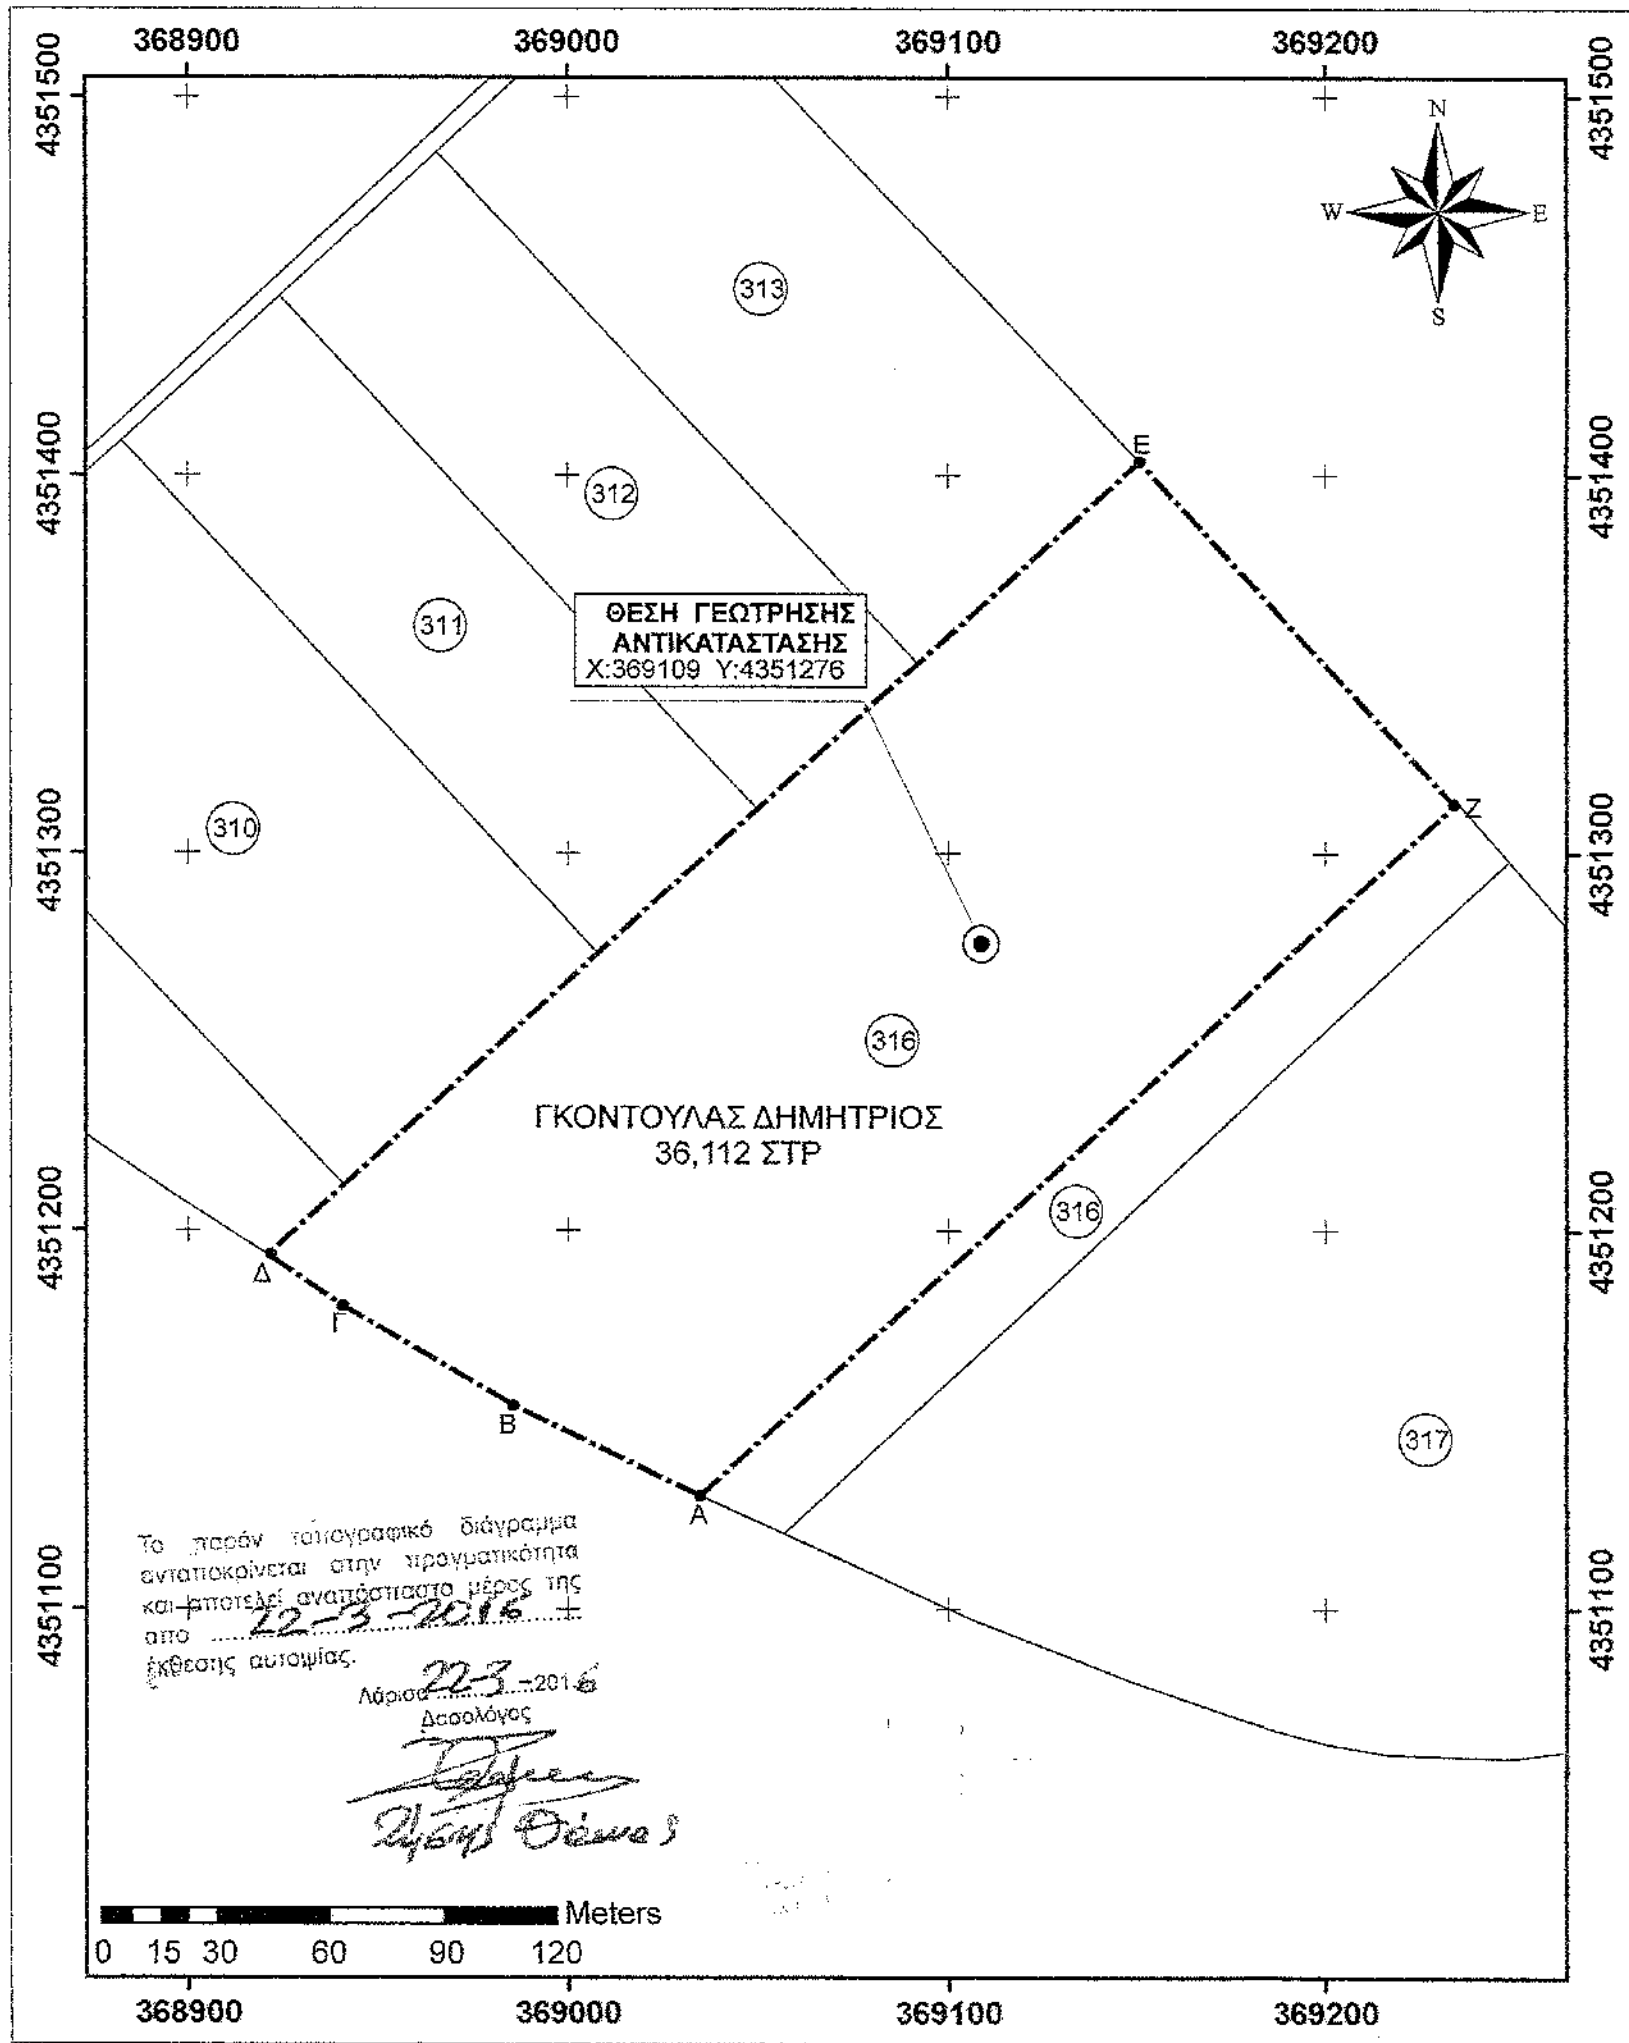 368900 369000 369100 369200
4351500 4351500
N
W E
S
313
E
4351400 4351400
312
311
ΘΕΣΗ ΓΕΩΤΡΗΣΗΣ
ΑΝΤΙΚΑΤΑΣΤΑΣΗΣ
X:369109 Y:4351276
Z
310
4351300 4351300
316
ΓΚΟΝΤΟΥΛΑΣ ΔΗΜΗΤΡΙΟΣ
36,112 ΣΤΡ
316
4351200 4351200
Δ
Γ
B
317
A
Το παρόν τοπογραφικό διάγραμμα
ανταποκρίνεται στην πραγματικότητα
και αποτελεί αναπόσπαστο μέρος της
απο 22-3-2016
έκθεσης αυτοψίας.
4351100 4351100
Λάρισα 22-3-2016
Δασολόγος
Meters
0 15 30 60 90 120
368900 369000 369100 369200